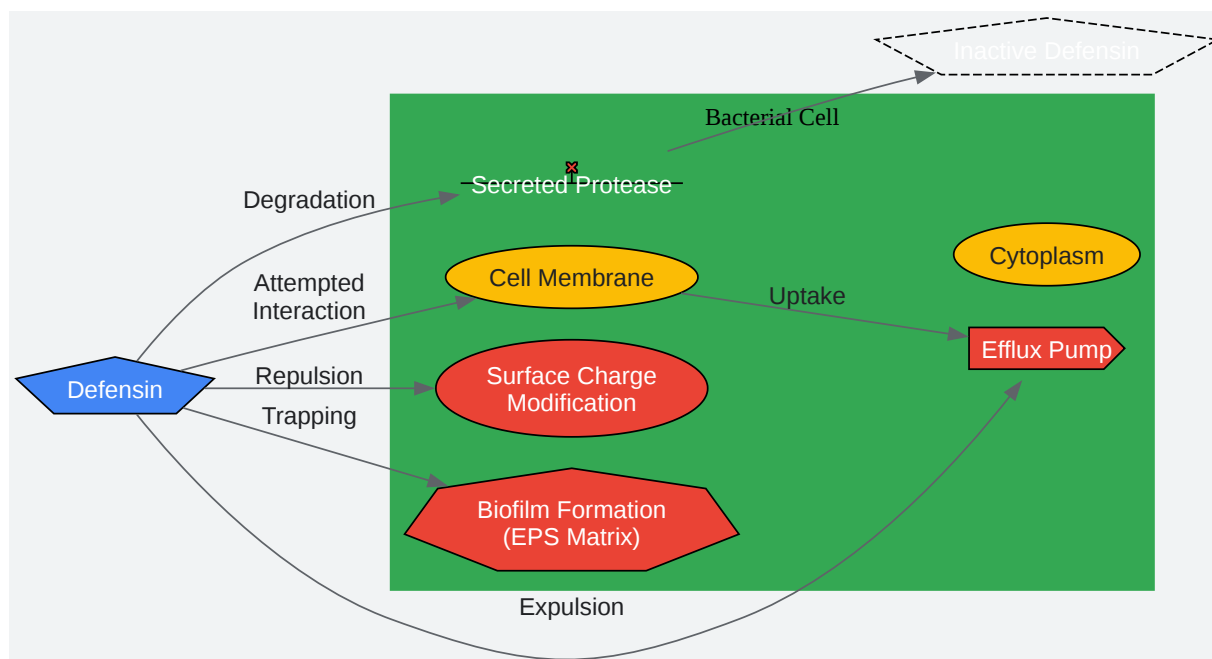 Inactive Defensin
Bacterial Cell
Secreted Protease
Degradation
Cytoplasm
Cell Membrane
Attempted
Interaction
Uptake
Efflux Pump
Defensin
Repulsion
Surface Charge
Modification
Trapping
Biofilm Formation
(EPS Matrix)
Expulsion